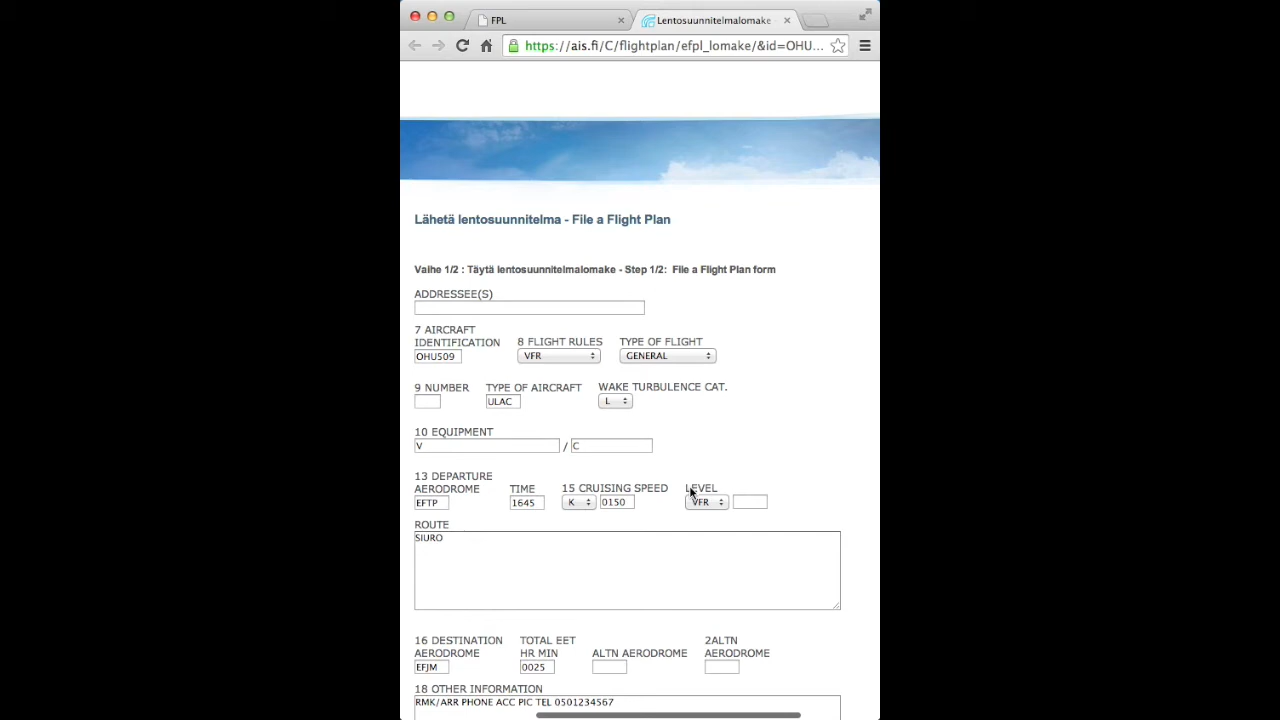 FPL
Lentosuunnitelmalomake
https://ais.fi/C/flightplan/efpl_lomake/&id=OHU...
Lähetä lentosuunnitelma - File a Flight Plan
Vaihe 1/2 : Täytä lentosuunnitelmalomake - Step 1/2: File a Flight Plan form
ADDRESSEE(S)
7 AIRCRAFT
IDENTIFICATION
8 FLIGHT RULES
TYPE OF FLIGHT
OHU509
VFR
GENERAL
9 NUMBER
TYPE OF AIRCRAFT
WAKE TURBULENCE CAT.
ULAC
L
10 EQUIPMENT
V
/
C
13 DEPARTURE
AERODROME
TIME
15 CRUISING SPEED
LEVEL
EFTP
1645
K
0150
VFR
ROUTE
SIURO
16 DESTINATION
AERODROME
TOTAL EET
HR MIN
ALTN AERODROME
2ALTN
AERODROME
EFJM
0025
18 OTHER INFORMATION
RMK/ARR PHONE ACC PIC TEL 0501234567